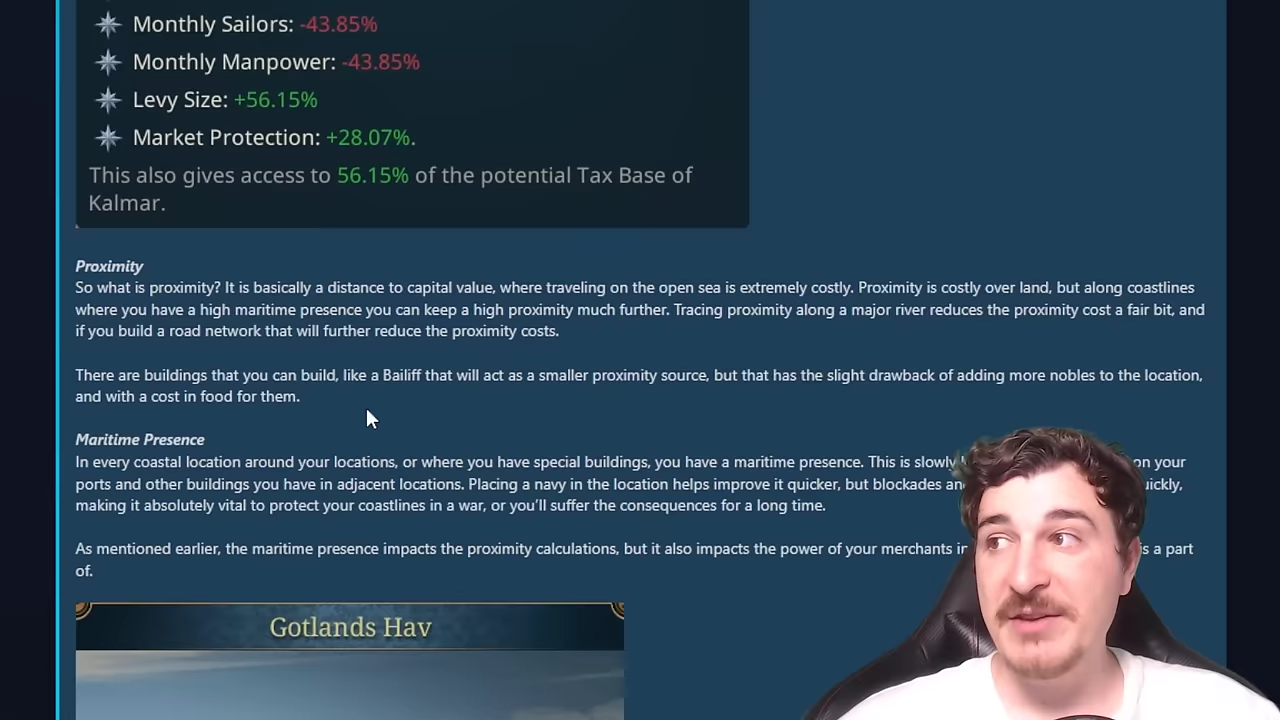 Monthly Sailors: -43.85%
Monthly Manpower: -43.85%
Levy Size: +56.15%
Market Protection: +28.07%.
This also gives access to 56.15% of the potential Tax Base of
Kalmar.
Proximity
So what is proximity? It is basically a distance to capital value, where traveling on the open sea is extremely costly. Proximity is costly over land, but along coastlines
where you have a high maritime presence you can keep a high proximity much further. Tracing proximity along a major river reduces the proximity cost a fair bit, and
if you build a road network that will further reduce the proximity costs.
There are buildings that you can build, like a Bailiff that will act as a smaller proximity source, but that has the slight drawback of adding more nobles to the location,
and with a cost in food for them.
Maritime Presence
In every coastal location around your locations, or where you have special buildings, you have a maritime presence. This is slowly on your
ports and other buildings you have in adjacent locations. Placing a navy in the location helps improve it quicker, but blockades
making it absolutely vital to protect your coastlines in a war, or you'll suffer the consequences for a long time.
As mentioned earlier, the maritime presence impacts the proximity calculations, but it also impacts the power of your merchants is a part
of.
Gotlands Hav